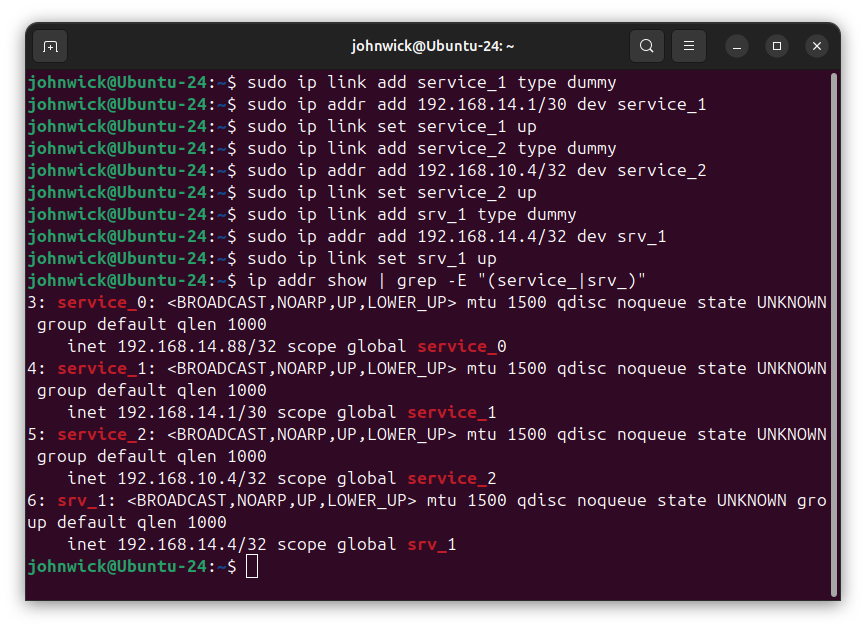 johnwick@Ubuntu-24: ~
johnwick@Ubuntu-24:~$ sudo ip link add service_1 type dummy
johnwick@Ubuntu-24:~$ sudo ip addr add 192.168.14.1/30 dev service_1
johnwick@Ubuntu-24:~$ sudo ip link set service_1 up
johnwick@Ubuntu-24:~$ sudo ip link add service_2 type dummy
johnwick@Ubuntu-24:~$ sudo ip addr add 192.168.10.4/32 dev service_2
johnwick@Ubuntu-24:~$ sudo ip link set service_2 up
johnwick@Ubuntu-24:~$ sudo ip link add srv_1 type dummy
johnwick@Ubuntu-24:~$ sudo ip addr add 192.168.14.4/32 dev srv_1
johnwick@Ubuntu-24:~$ sudo ip link set srv_1 up
johnwick@Ubuntu-24:~$ ip addr show | grep -E "(service_|srv_)"
3: service_0: <BROADCAST,NOARP,UP,LOWER_UP> mtu 1500 qdisc noqueue state UNKNOWN
 group default qlen 1000
    inet 192.168.14.88/32 scope global service_0
4: service_1: <BROADCAST,NOARP,UP,LOWER_UP> mtu 1500 qdisc noqueue state UNKNOWN
 group default qlen 1000
    inet 192.168.14.1/30 scope global service_1
5: service_2: <BROADCAST,NOARP,UP,LOWER_UP> mtu 1500 qdisc noqueue state UNKNOWN
 group default qlen 1000
    inet 192.168.10.4/32 scope global service_2
6: srv_1: <BROADCAST,NOARP,UP,LOWER_UP> mtu 1500 qdisc noqueue state UNKNOWN gro
up default qlen 1000
    inet 192.168.14.4/32 scope global srv_1
johnwick@Ubuntu-24:~$